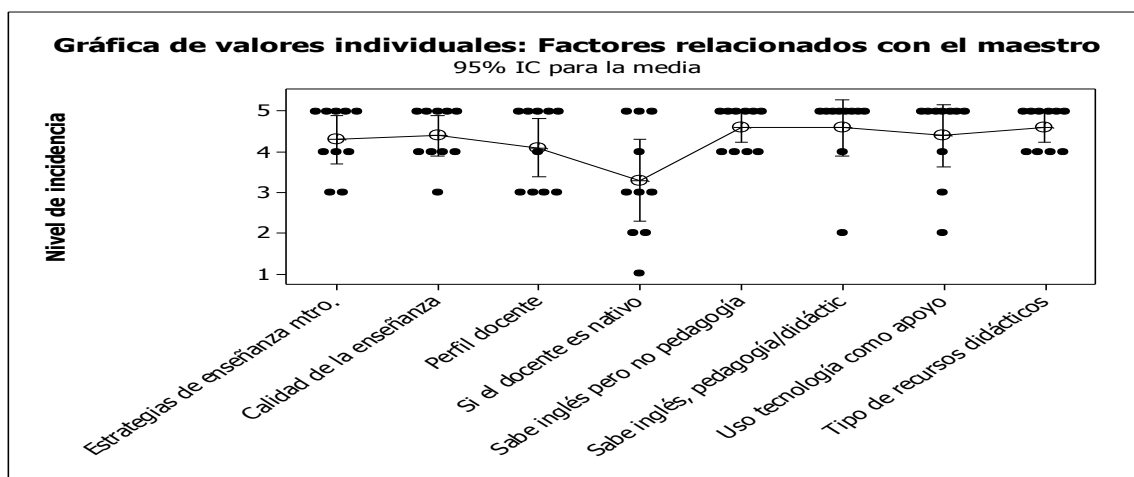 Gráfica de valores individuales: Factores relacionados con el maestro
95% IC para la media
Nivel de incidencia
5
4
3
2
1
Estrategias de enseñanza mtro.
Calidad de la enseñanza
Perfil docente
Si el docente es nativo
Sabe inglés pero no pedagogía
Sabe inglés, pedagogía/didáctic
Uso tecnología como apoyo
Tipo de recursos didácticos